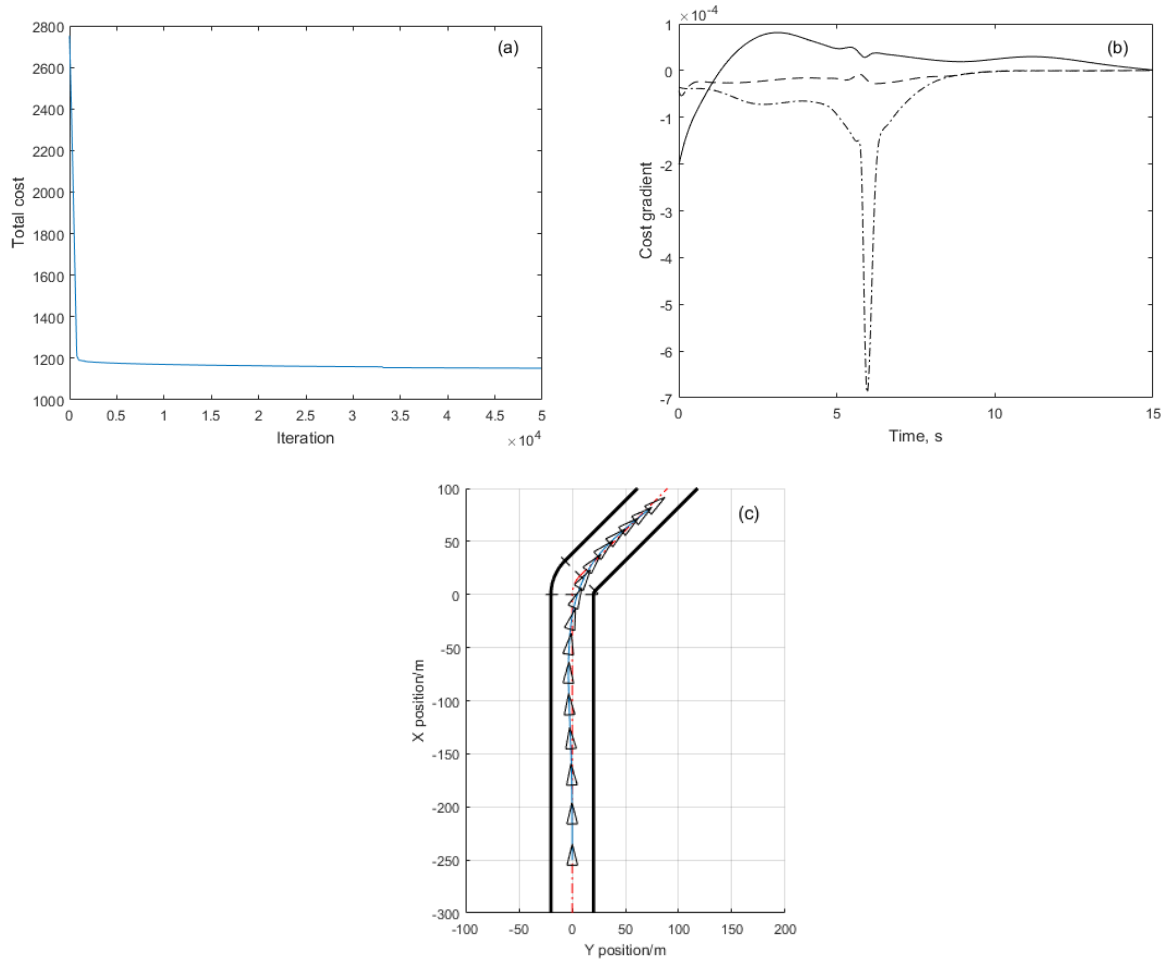 (a)
Total cost
2800
2600
2400
2200
2000
1800
1600
1400
1200
1000
0 0.5 1 1.5 2 2.5 3 3.5 4 4.5 5
Iteration
×10^4
×10^-4
(b)
Cost gradient
1
0
-1
-2
-3
-4
-5
-6
-7
0 5 10 15
Time, s
(c)
X position/m
100
50
0
-50
-100
-150
-200
-250
-300
-100 -50 0 50 100 150 200
Y position/m